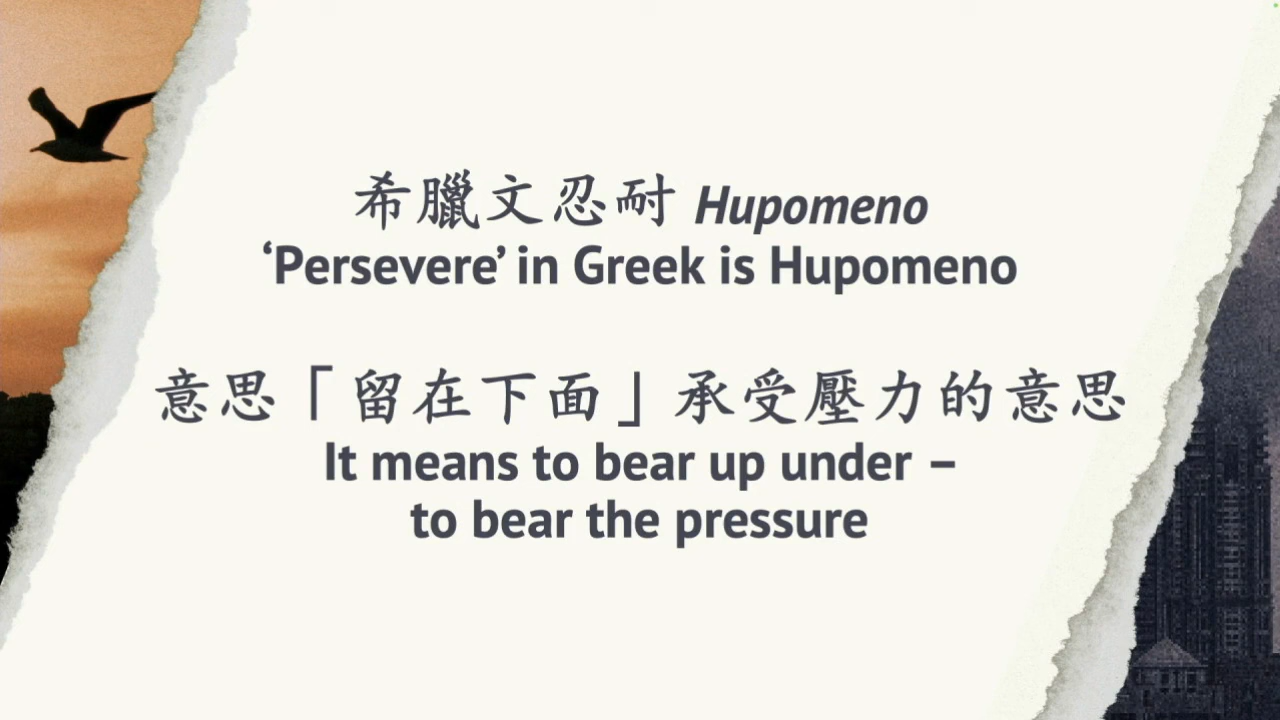 希臘文忍耐 Hupomeno
‘Persevere’ in Greek is Hupomeno
意思「留在下面」承受壓力的意思
It means to bear up under –
to bear the pressure